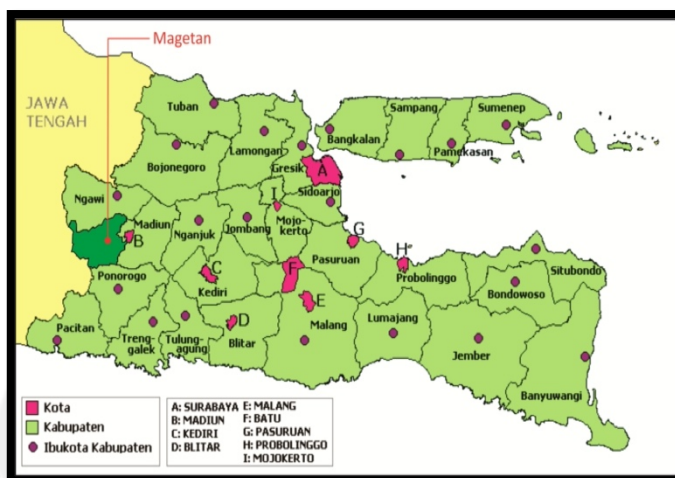 Magetan
JAWA
TENGAH
Tuban
Sampang
Sumenep
Bangkalan
Lamongan
Pamekasan
Bojonegoro
Gresik
A
Sidoarjo
Ngawi
I
Madiun
Mojo-
kerto
B
Nganjuk
Jombang
G
Pasuruan
H
Situbondo
Ponorogo
C
F
Probolinggo
Kediri
Bondowoso
E
Pacitan
Treng-
galek
Tulung-
agung
D
Blitar
Malang
Lumajang
Jember
Banyuwangi
Kota
Kabupaten
Ibukota Kabupaten
A: SURABAYA
B: MADIUN
C: KEDIRI
D: BLITAR
E: MALANG
F: BATU
G: PASURUAN
H: PROBOLINGGO
I: MOJOKERTO